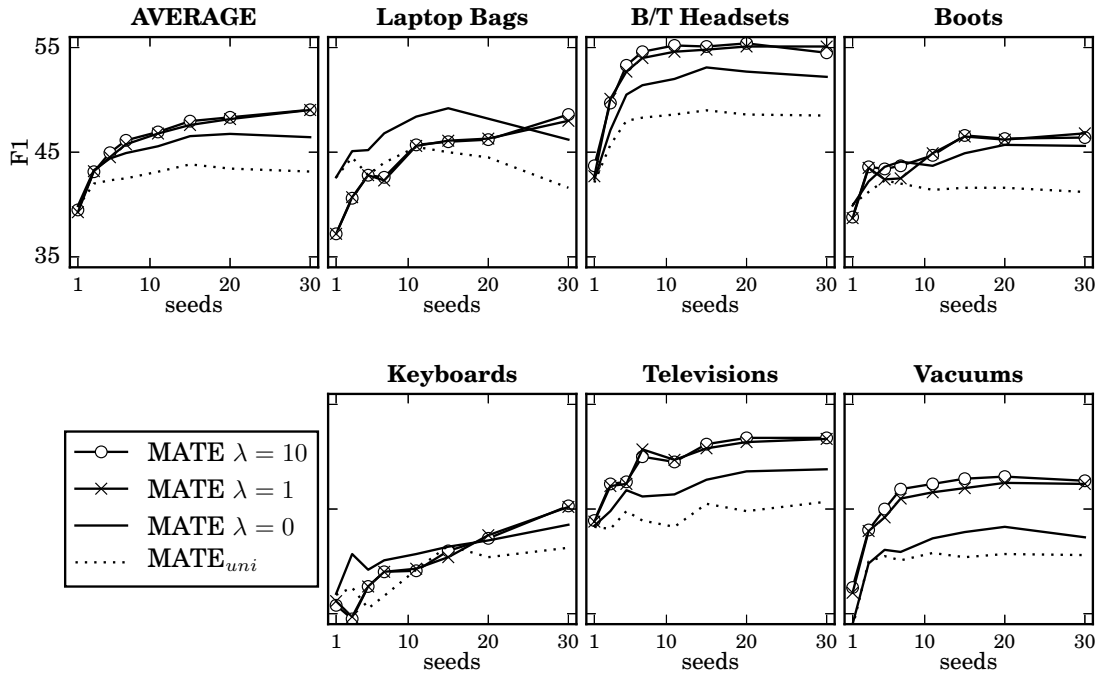 AVERAGE
Laptop Bags
B/T Headsets
Boots
F1
55
45
35
1 10 20 30
1 10 20 30
1 10 20 30
1 10 20 30
seeds
seeds
seeds
seeds
Keyboards
Televisions
Vacuums
MATE λ = 10
MATE λ = 1
MATE λ = 0
MATE_{uni}
1 10 20 30
1 10 20 30
1 10 20 30
seeds
seeds
seeds